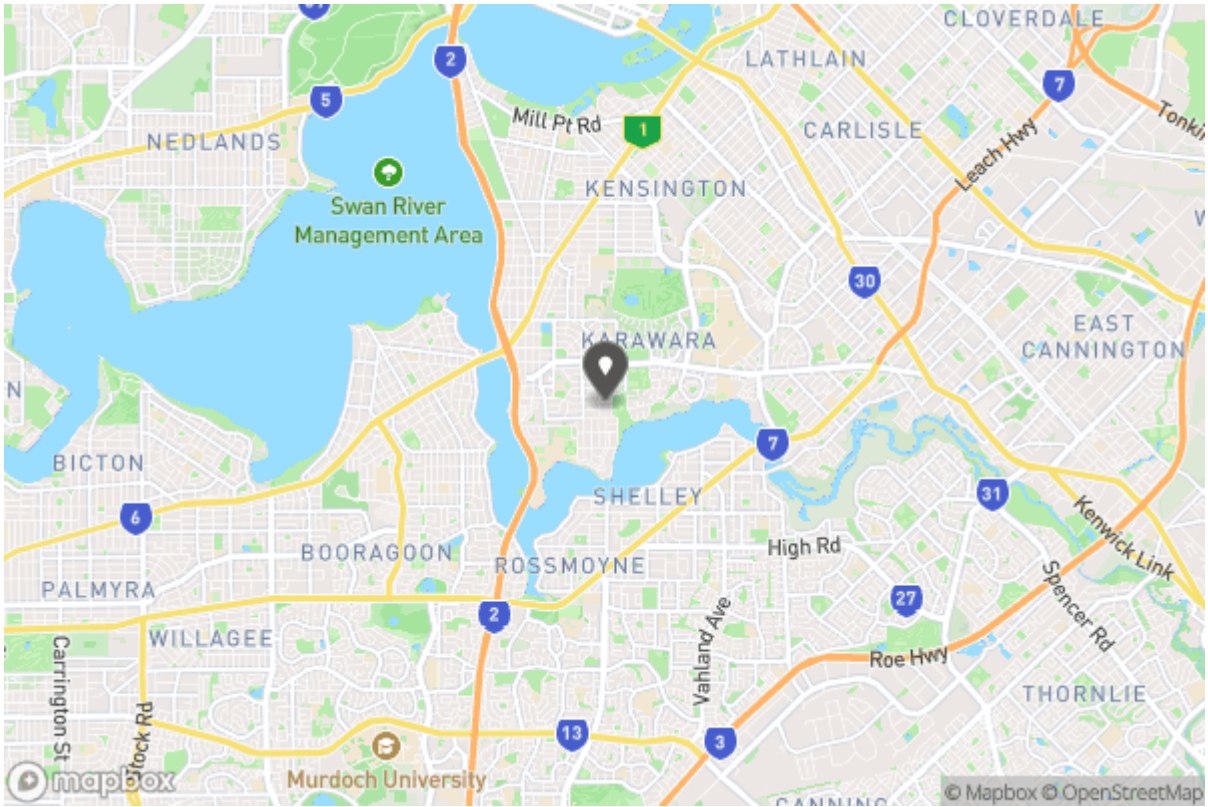 CLOVERDALE
2
LATHLAIN
7
5
Mill Pt Rd
1
CARLISLE
Tonki
NEDLANDS
Leach Hwy
KENSINGTON
Swan River
Management Area
W
30
EAST
CANNINGTON
KARAWARA
N
BICTON
7
SHELLEY
31
6
BOORAGOON
High Rd
Kenwick Link
ROSSMOYNE
PALMYRA
27
2
Spencer Rd
WILLAGEE
Vahland Ave
Roe Hwy
Carrington St
THORNLIE
Stock Rd
13
3
Murdoch University
mapbox
CANNING
© Mapbox © OpenStreetMap